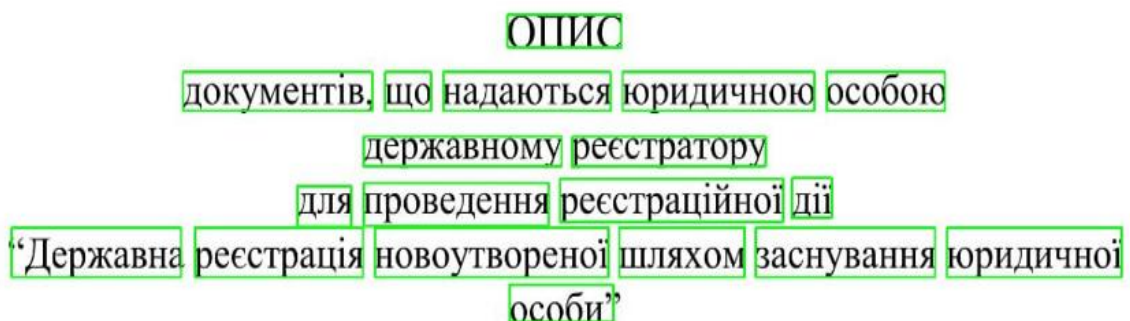 ОПИС
документів, що надаються юридичною особою
державному реєстратору
для проведення реєстраційної дії
“Державна реєстрація новоутвореної шляхом заснування юридичної
особи”